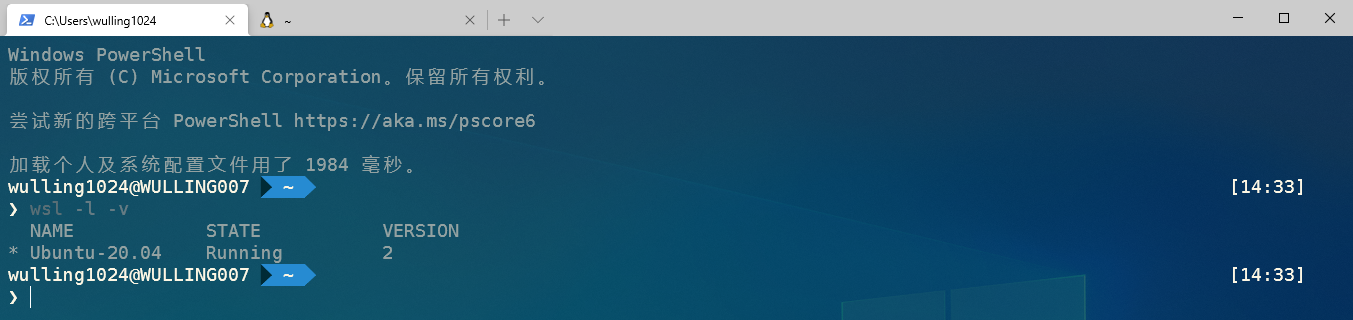 C:\Users\wulling1024
~
Windows PowerShell
版权所有 (C) Microsoft Corporation。保留所有权利。
尝试新的跨平台 PowerShell https://aka.ms/pscore6
加载个人及系统配置文件用了 1984 毫秒。
wulling1024@WULLING007 ~ [14:33]
❯ wsl -l -v
NAME STATE VERSION
* Ubuntu-20.04 Running 2
wulling1024@WULLING007 ~ [14:33]
❯